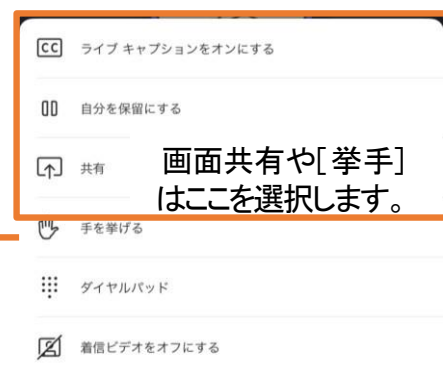 CC ライブ キャプションをオンにする
自分を保留にする
共有
画面共有や[挙手]
はここを選択します。
手を挙げる
ダイヤルパッド
着信ビデオをオフにする